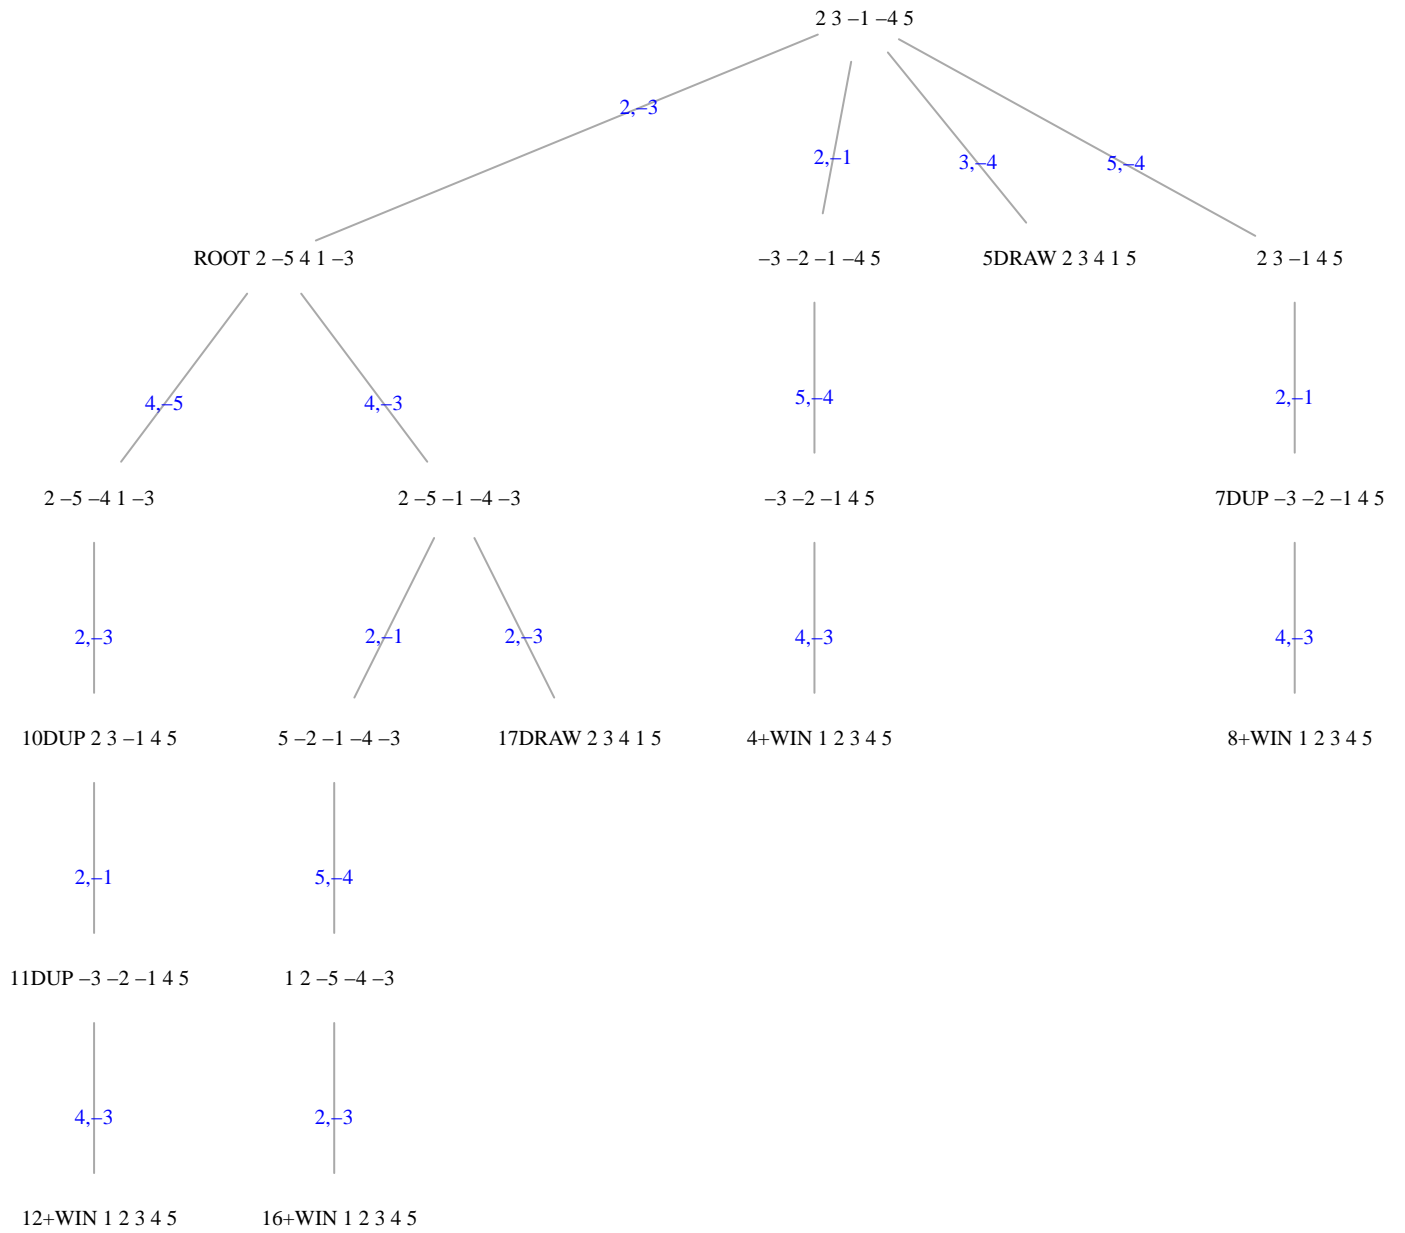 2 3 –1 –4 5
2,–3
2,–1
3,–4
5,–4
ROOT 2 –5 4 1 –3
–3 –2 –1 –4 5
5DRAW 2 3 4 1 5
2 3 –1 4 5
4,–5
4,–3
5,–4
2,–1
2 –5 –4 1 –3
2 –5 –1 –4 –3
–3 –2 –1 4 5
7DUP –3 –2 –1 4 5
2,–3
2,–1
2,–3
4,–3
4,–3
10DUP 2 3 –1 4 5
5 –2 –1 –4 –3
17DRAW 2 3 4 1 5
4+WIN 1 2 3 4 5
8+WIN 1 2 3 4 5
2,–1
5,–4
11DUP –3 –2 –1 4 5
1 2 –5 –4 –3
4,–3
2,–3
12+WIN 1 2 3 4 5
16+WIN 1 2 3 4 5